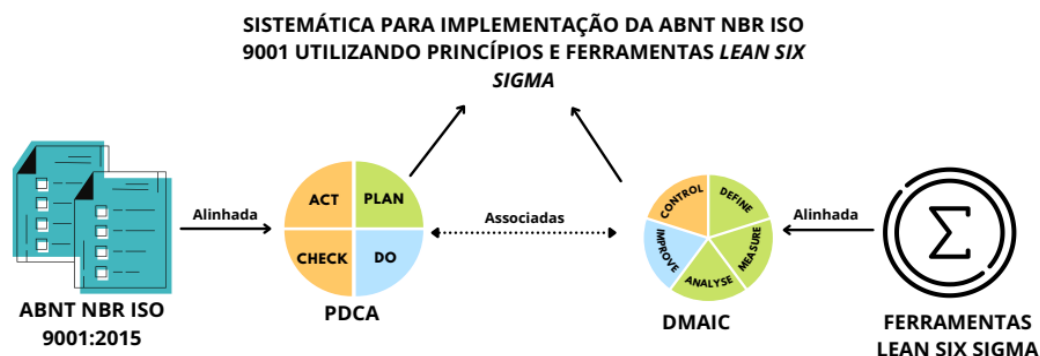 SISTEMÁTICA PARA IMPLEMENTAÇÃO DA ABNT NBR ISO
9001 UTILIZANDO PRINCÍPIOS E FERRAMENTAS LEAN SIX
SIGMA
ACT
PLAN
CHECK
DO
Alinhada
Associadas
CONTROL
DEFINE
IMPROVE
MEASURE
ANALYSE
Alinhada
Σ
ABNT NBR ISO
9001:2015
PDCA
DMAIC
FERRAMENTAS
LEAN SIX SIGMA